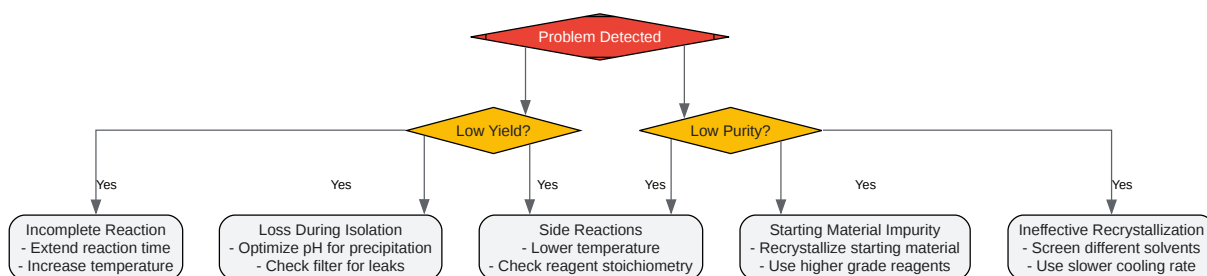 Problem Detected
Low Yield?
Low Purity?
Yes
Yes
Yes
Yes
Yes
Yes
Incomplete Reaction
- Extend reaction time
- Increase temperature
Loss During Isolation
- Optimize pH for precipitation
- Check filter for leaks
Side Reactions
- Lower temperature
- Check reagent stoichiometry
Starting Material Impurity
- Recrystallize starting material
- Use higher grade reagents
Ineffective Recrystallization
- Screen different solvents
- Use slower cooling rate